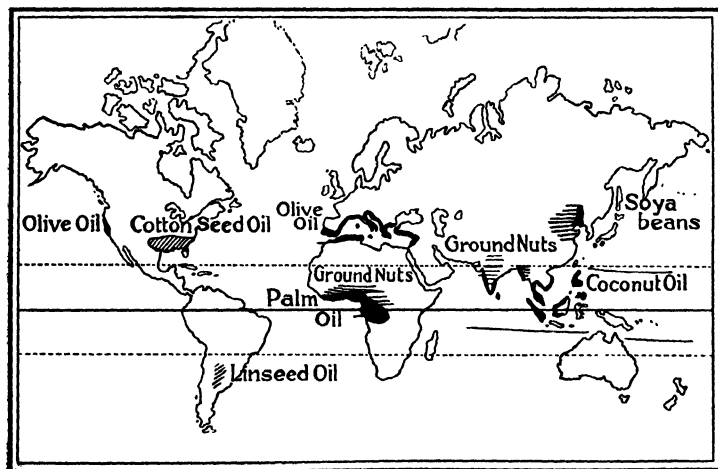 Olive Oil
Cotton Seed Oil
Olive
Oil
Soya
beans
Ground Nuts
Ground Nuts
Coconut Oil
Palm
Oil
Linseed Oil